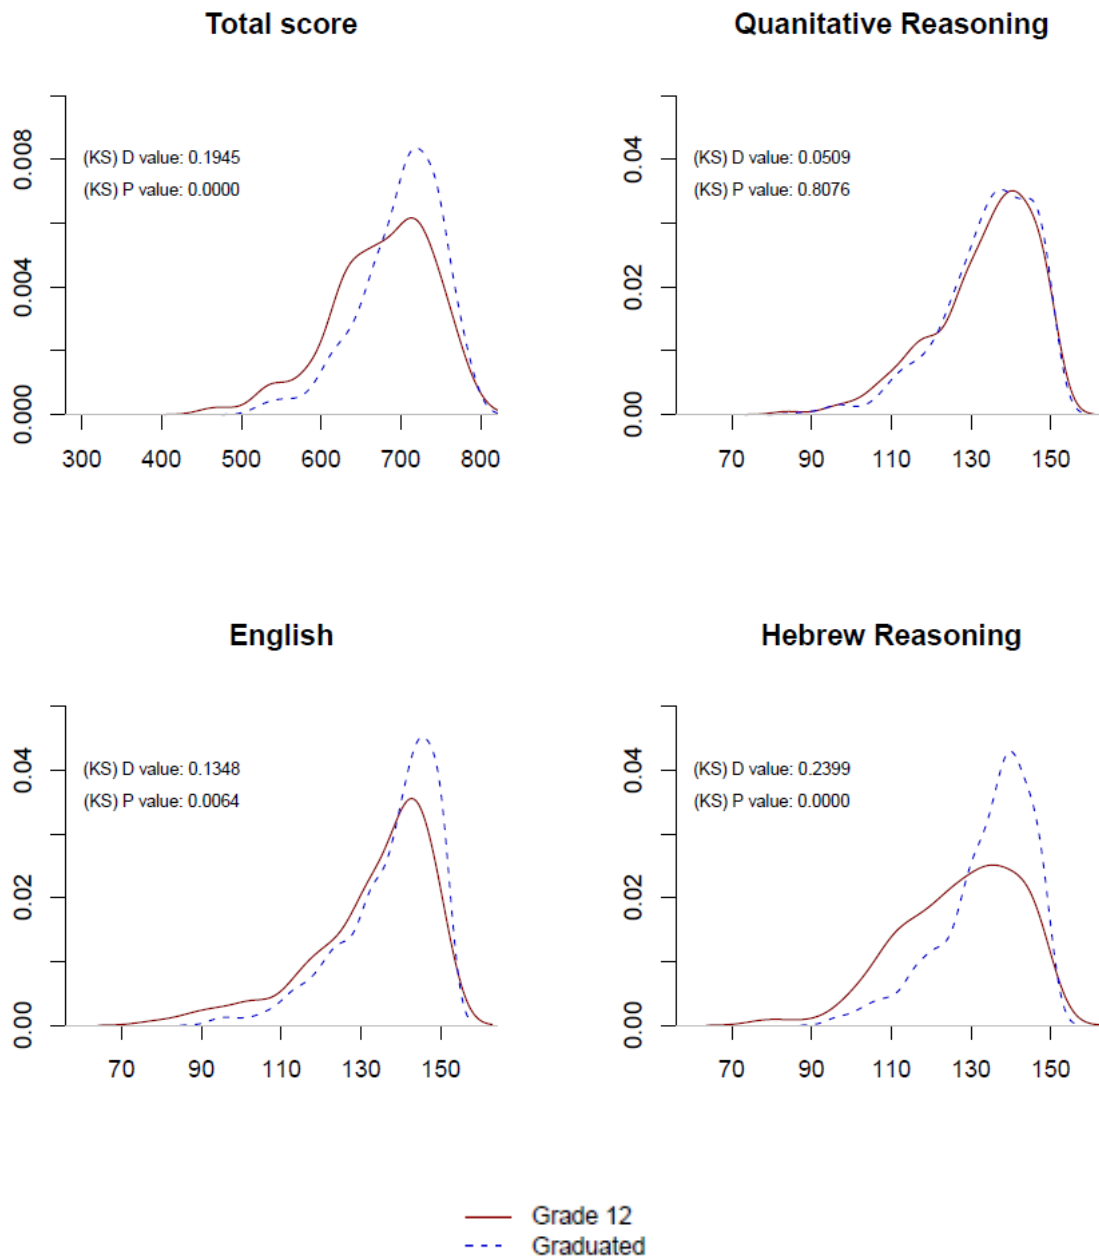 Total score
(KS) D value: 0.1945
(KS) P value: 0.0000
0.000 0.004 0.008
300 400 500 600 700 800
Quanitative Reasoning
(KS) D value: 0.0509
(KS) P value: 0.8076
0.00 0.02 0.04
70 90 110 130 150
English
(KS) D value: 0.1348
(KS) P value: 0.0064
0.00 0.02 0.04
70 90 110 130 150
Hebrew Reasoning
(KS) D value: 0.2399
(KS) P value: 0.0000
0.00 0.02 0.04
70 90 110 130 150
Grade 12
Graduated